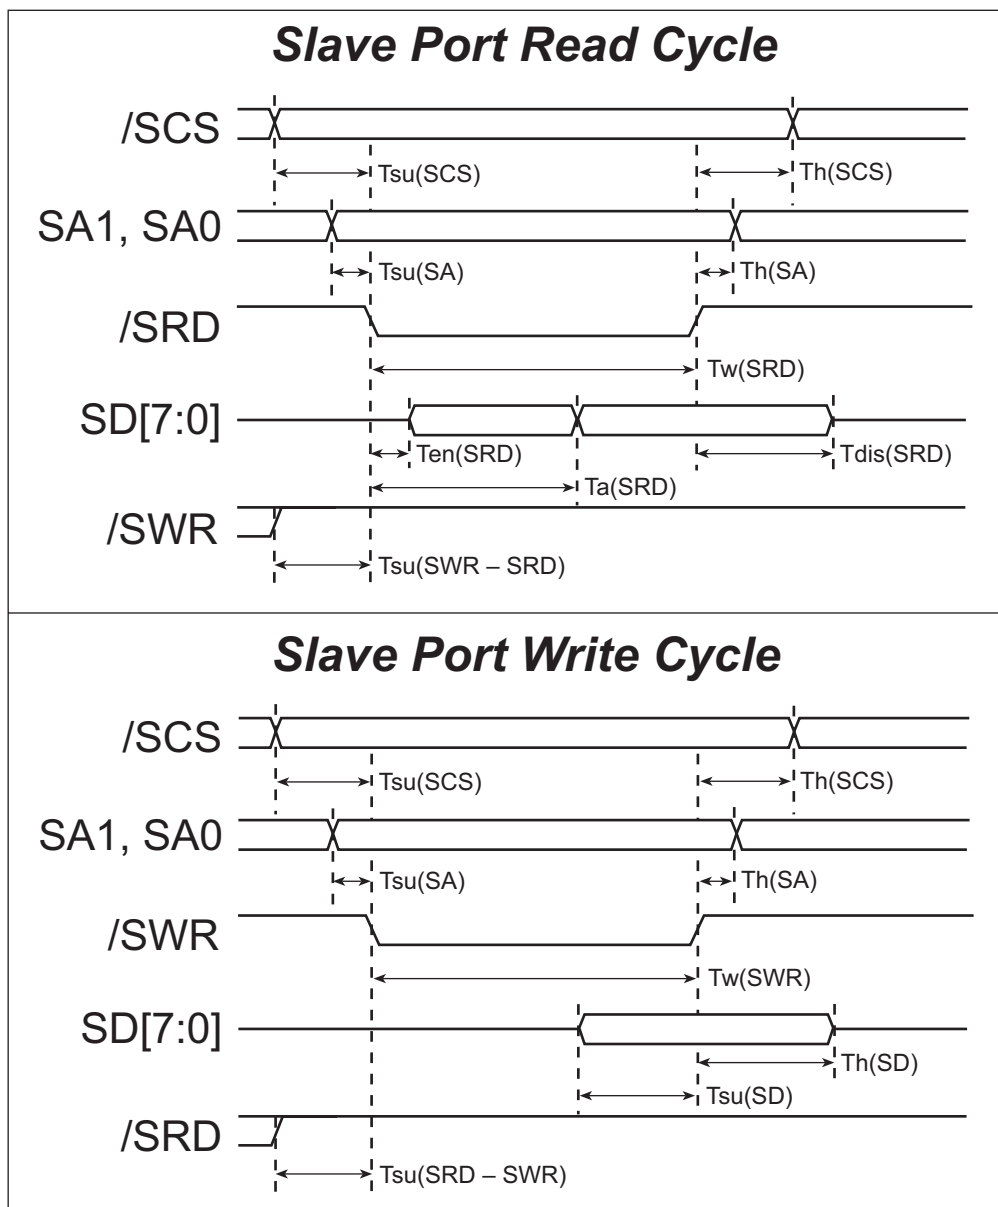 Slave Port Read Cycle
/SCS
Tsu(SCS)
Th(SCS)
SA1, SA0
Tsu(SA)
Th(SA)
/SRD
Tw(SRD)
SD[7:0]
Ten(SRD)
Tdis(SRD)
Ta(SRD)
/SWR
Tsu(SWR – SRD)
Slave Port Write Cycle
/SCS
Tsu(SCS)
Th(SCS)
SA1, SA0
Tsu(SA)
Th(SA)
/SWR
Tw(SWR)
SD[7:0]
Th(SD)
Tsu(SD)
/SRD
Tsu(SRD – SWR)